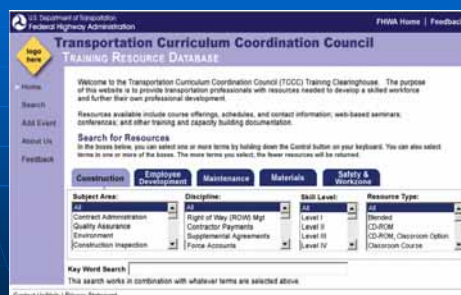 U.S. Department of Transportation
Federal Highway Administration
FHWA Home | Feedbac
logo
here
Transportation Curriculum Coordination Council
TRAINING RESOURCE DATABASE
Home
Search
Add Event
About Us
Feedback
Welcome to the Transportation Curriculum Coordination Council (TCCC) Training Clearinghouse. The purpose
of this website is to provide transportation professionals with resources needed to develop a skilled workforce
and further their own professional development.
Resources available include course offerings, schedules, and contact information; web-based seminars;
conferences; and other training and capacity building documentation.
Search for Resources
In the boxes below, you can select one or more terms by holding down the Control button on your keyboard. You can also select
terms in one or more of the boxes. The more terms you select, the fewer resources will be returned.
Construction
Employee
Development
Maintenance
Materials
Safety &
Workzone
Subject Area:
Discipline:
Skill Level:
Resource Type:
All
All
All
All
Contract Administration
Right of Way (ROW) Mgt
Level I
Blended
Quality Assurance
Contractor Payments
Level II
CD-ROM
Environment
Supplemental Agreements
Level III
CD-ROM, Classroom Option
Construction Inspection
Force Accounts
Level IV
Classroom Course
Key Word Search
This search works in combination with whatever terms are selected above.